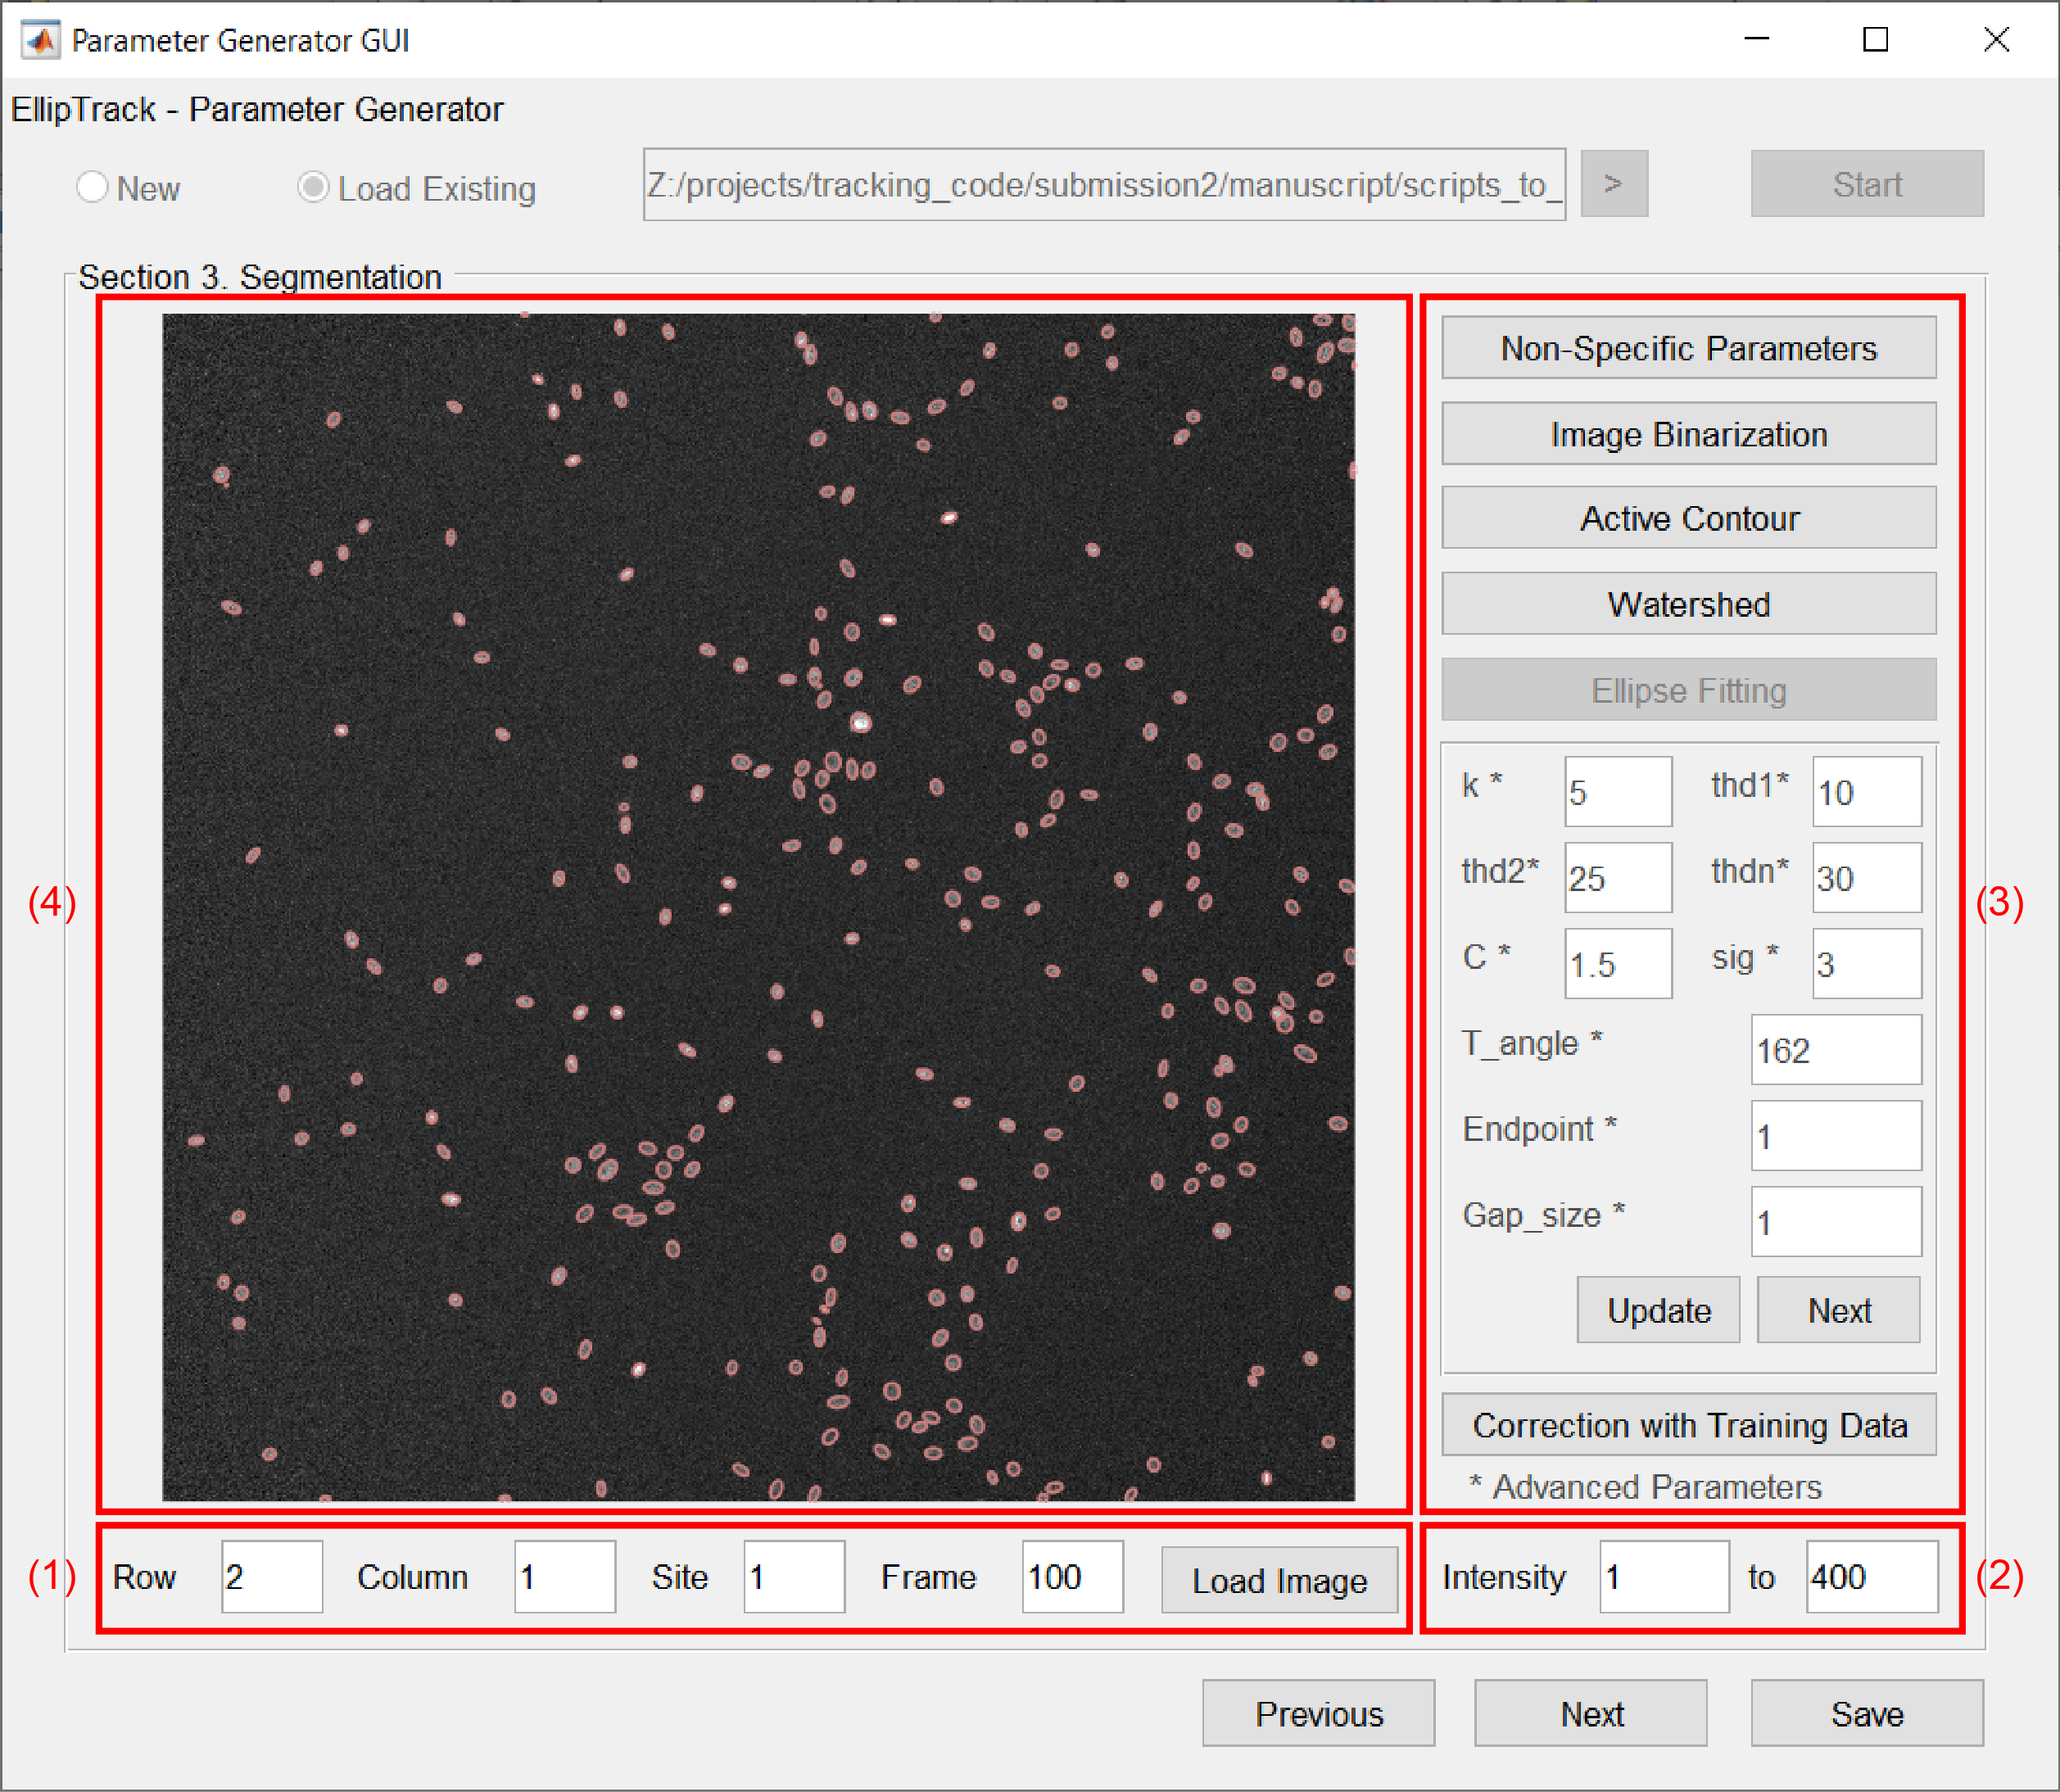 Parameter Generator GUI
EllipTrack - Parameter Generator
New Load Existing Z:/projects/tracking_code/submission2/manuscript/scripts_to_ > Start
Section 3. Segmentation
Non-Specific Parameters
Image Binarization
Active Contour
Watershed
Ellipse Fitting
k * 5 thd1* 10
thd2* 25 thdn* 30
(4) (3)
C * 1.5 sig * 3
T_angle * 162
Endpoint * 1
Gap_size * 1
Update Next
Correction with Training Data
* Advanced Parameters
(1) Row 2 Column 1 Site 1 Frame 100 Load Image Intensity 1 to 400 (2)
Previous Next Save